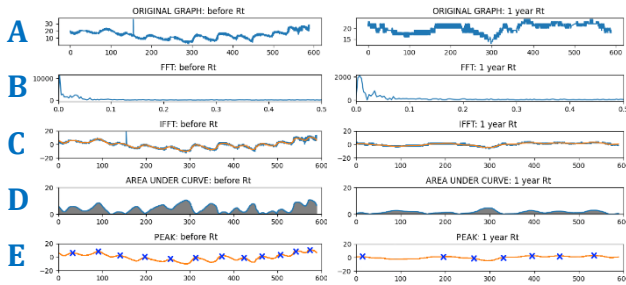 A
ORIGINAL GRAPH: before Rt
30
20
10
0 100 200 300 400 500 600
ORIGINAL GRAPH: 1 year Rt
20
15
0 100 200 300 400 500 600
B
FFT: before Rt
10000
0
0.0 0.1 0.2 0.3 0.4 0.5
FFT: 1 year Rt
2000
0
0.0 0.1 0.2 0.3 0.4 0.5
C
IFFT: before Rt
20
0
−20
0 100 200 300 400 500 600
IFFT: 1 year Rt
20
0
−20
0 100 200 300 400 500 600
D
AREA UNDER CURVE: before Rt
20
0
0 100 200 300 400 500 600
AREA UNDER CURVE: 1 year Rt
20
0
0 100 200 300 400 500 600
E
PEAK: before Rt
20
0
−20
0 100 200 300 400 500 600
PEAK: 1 year Rt
20
0
−20
0 100 200 300 400 500 600